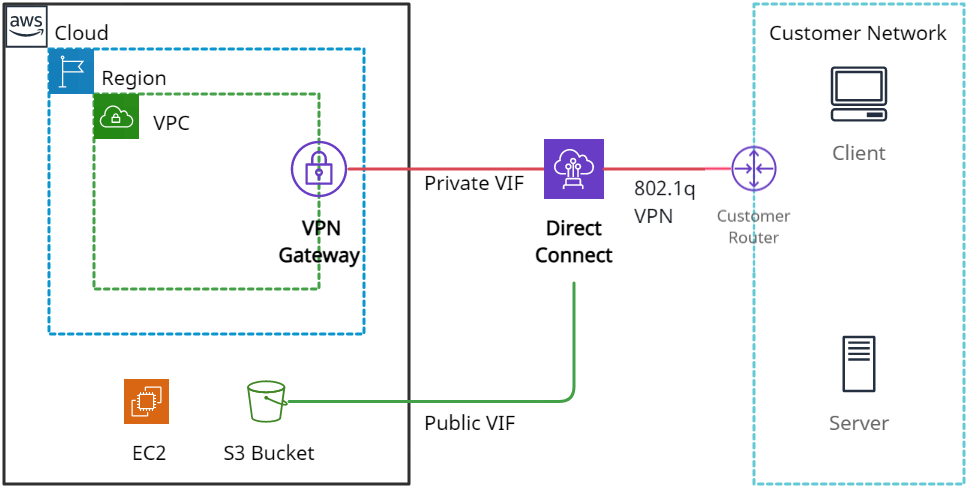 aws
Cloud
Customer Network
Region
VPC
Client
Private VIF
802.1q
VPN
Customer
Router
VPN
Gateway
Direct
Connect
Public VIF
Server
EC2
S3 Bucket